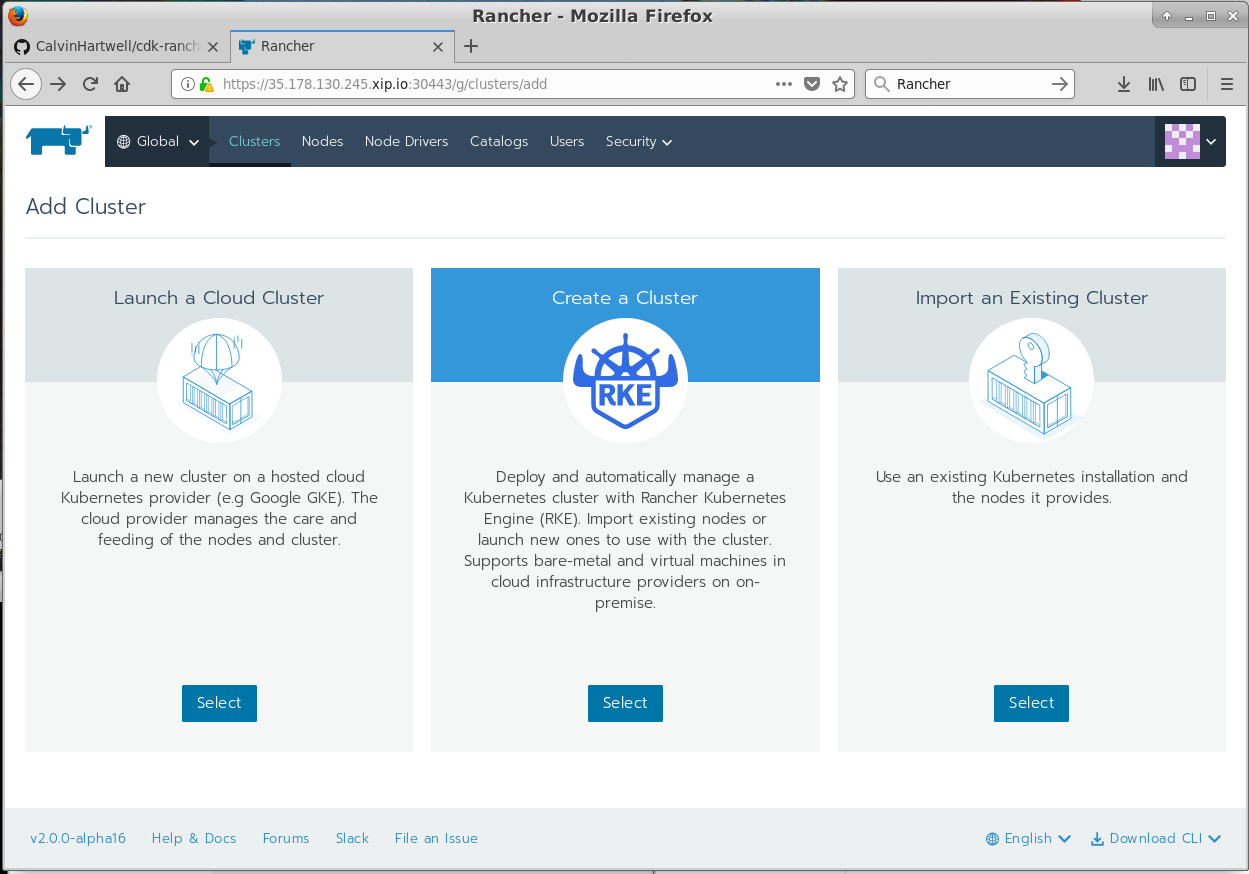 Rancher - Mozilla Firefox
CalvinHartwell/cdk-ranch
Rancher
https://35.178.130.245.xip.io:30443/g/clusters/add
Rancher
Global
Clusters
Nodes
Node Drivers
Catalogs
Users
Security
Add Cluster
Launch a Cloud Cluster
Launch a new cluster on a hosted cloud
Kubernetes provider (e.g Google GKE). The
cloud provider manages the care and
feeding of the nodes and cluster.
Select
Create a Cluster
RKE
Deploy and automatically manage a
Kubernetes cluster with Rancher Kubernetes
Engine (RKE). Import existing nodes or
launch new ones to use with the cluster.
Supports bare-metal and virtual machines in
cloud infrastructure providers on on-
premise.
Select
Import an Existing Cluster
Use an existing Kubernetes installation and
the nodes it provides.
Select
v2.0.0-alpha16
Help & Docs
Forums
Slack
File an Issue
English
Download CLI